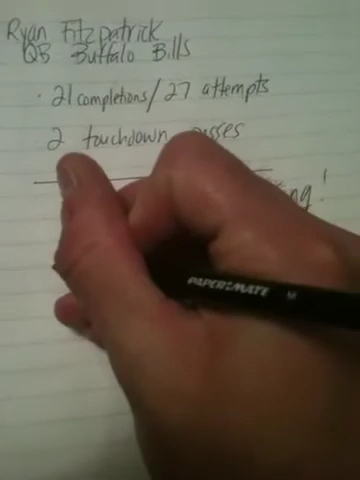 Ryan Fitzpatrick
QB Buffalo Bills
· 21 completions/27 attempts
2 touchdown
PAPER:MATE M